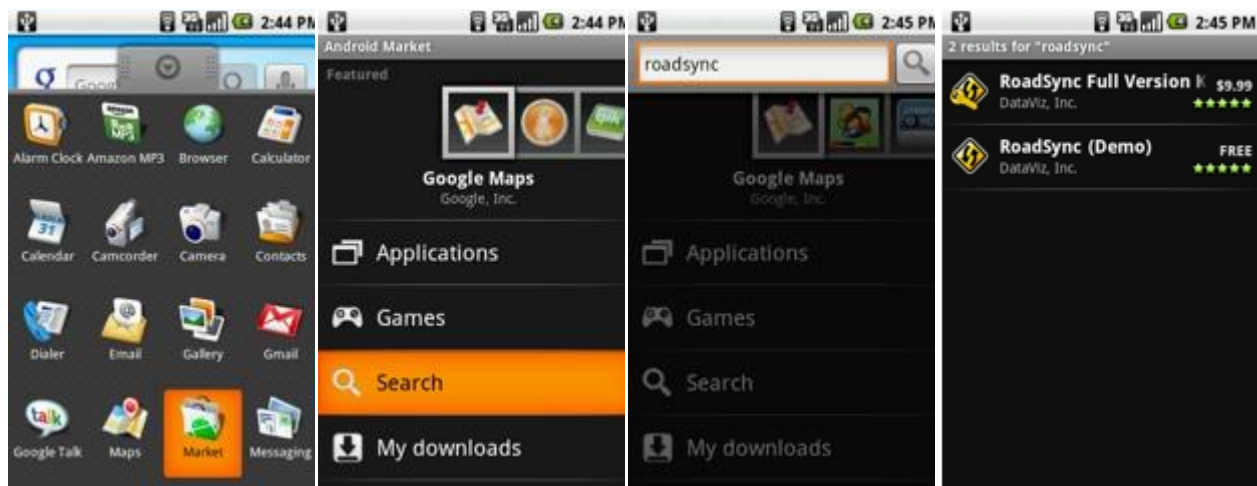 2:44 PM
Google
Alarm Clock Amazon MP3 Browser Calculator
Calendar Camcorder Camera Contacts
Dialer Email Gallery Gmail
Google Talk Maps Market Messaging
2:44 PM
Android Market
Featured
Google Maps
Google, Inc.
Applications
Games
Search
My downloads
2:45 PM
roadsync
Google Maps
Google, Inc.
Applications
Games
Search
My downloads
2:45 PM
2 results for "roadsync"
RoadSync Full Version K $9.99
DataViz, Inc.
RoadSync (Demo) FREE
DataViz, Inc.